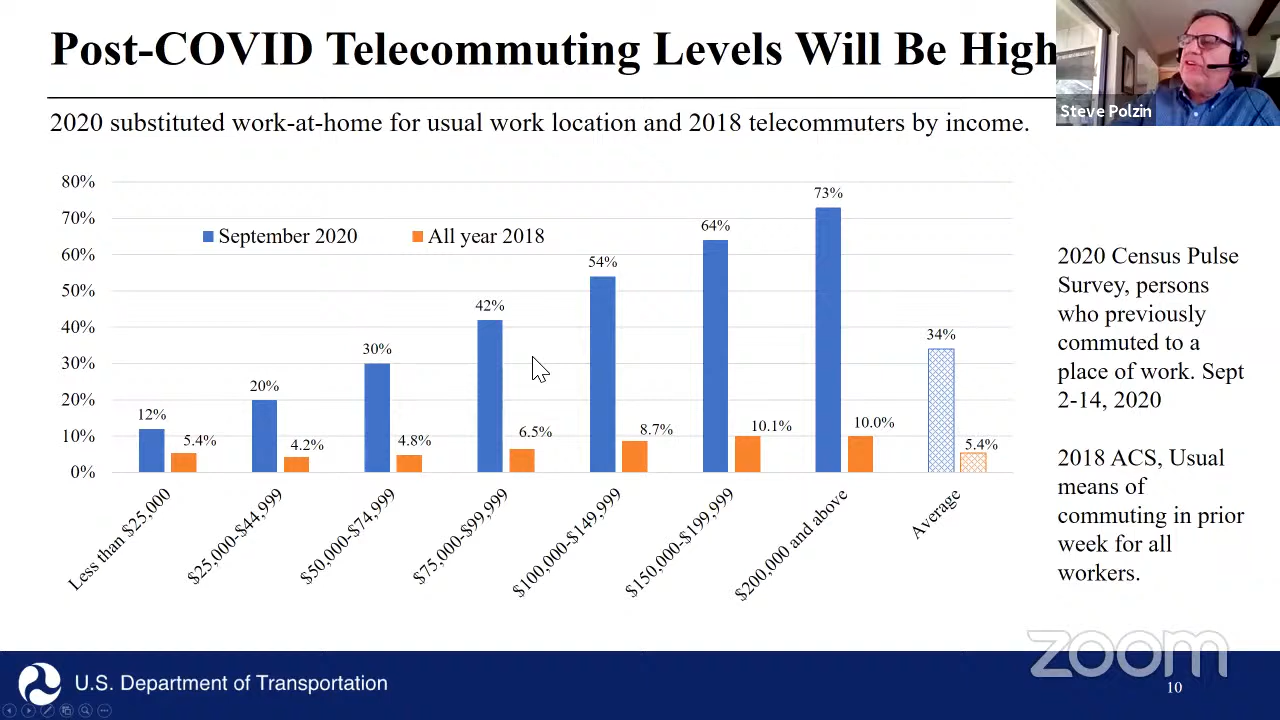 Post-COVID Telecommuting Levels Will Be High
Steve Polzin
2020 substituted work-at-home for usual work location and 2018 telecommuters by income.
80%
70%
60%
50%
40%
30%
20%
10%
0%
September 2020
All year 2018
12%
5.4%
20%
4.2%
30%
4.8%
42%
6.5%
54%
8.7%
64%
10.1%
73%
10.0%
34%
5.4%
Less than $25,000
$25,000-$44,999
$50,000-$74,999
$75,000-$99,999
$100,000-$149,999
$150,000-$199,999
$200,000 and above
Average
2020 Census Pulse
Survey, persons
who previously
commuted to a
place of work. Sept
2-14, 2020
2018 ACS, Usual
means of
commuting in prior
week for all
workers.
zoom
U.S. Department of Transportation
10